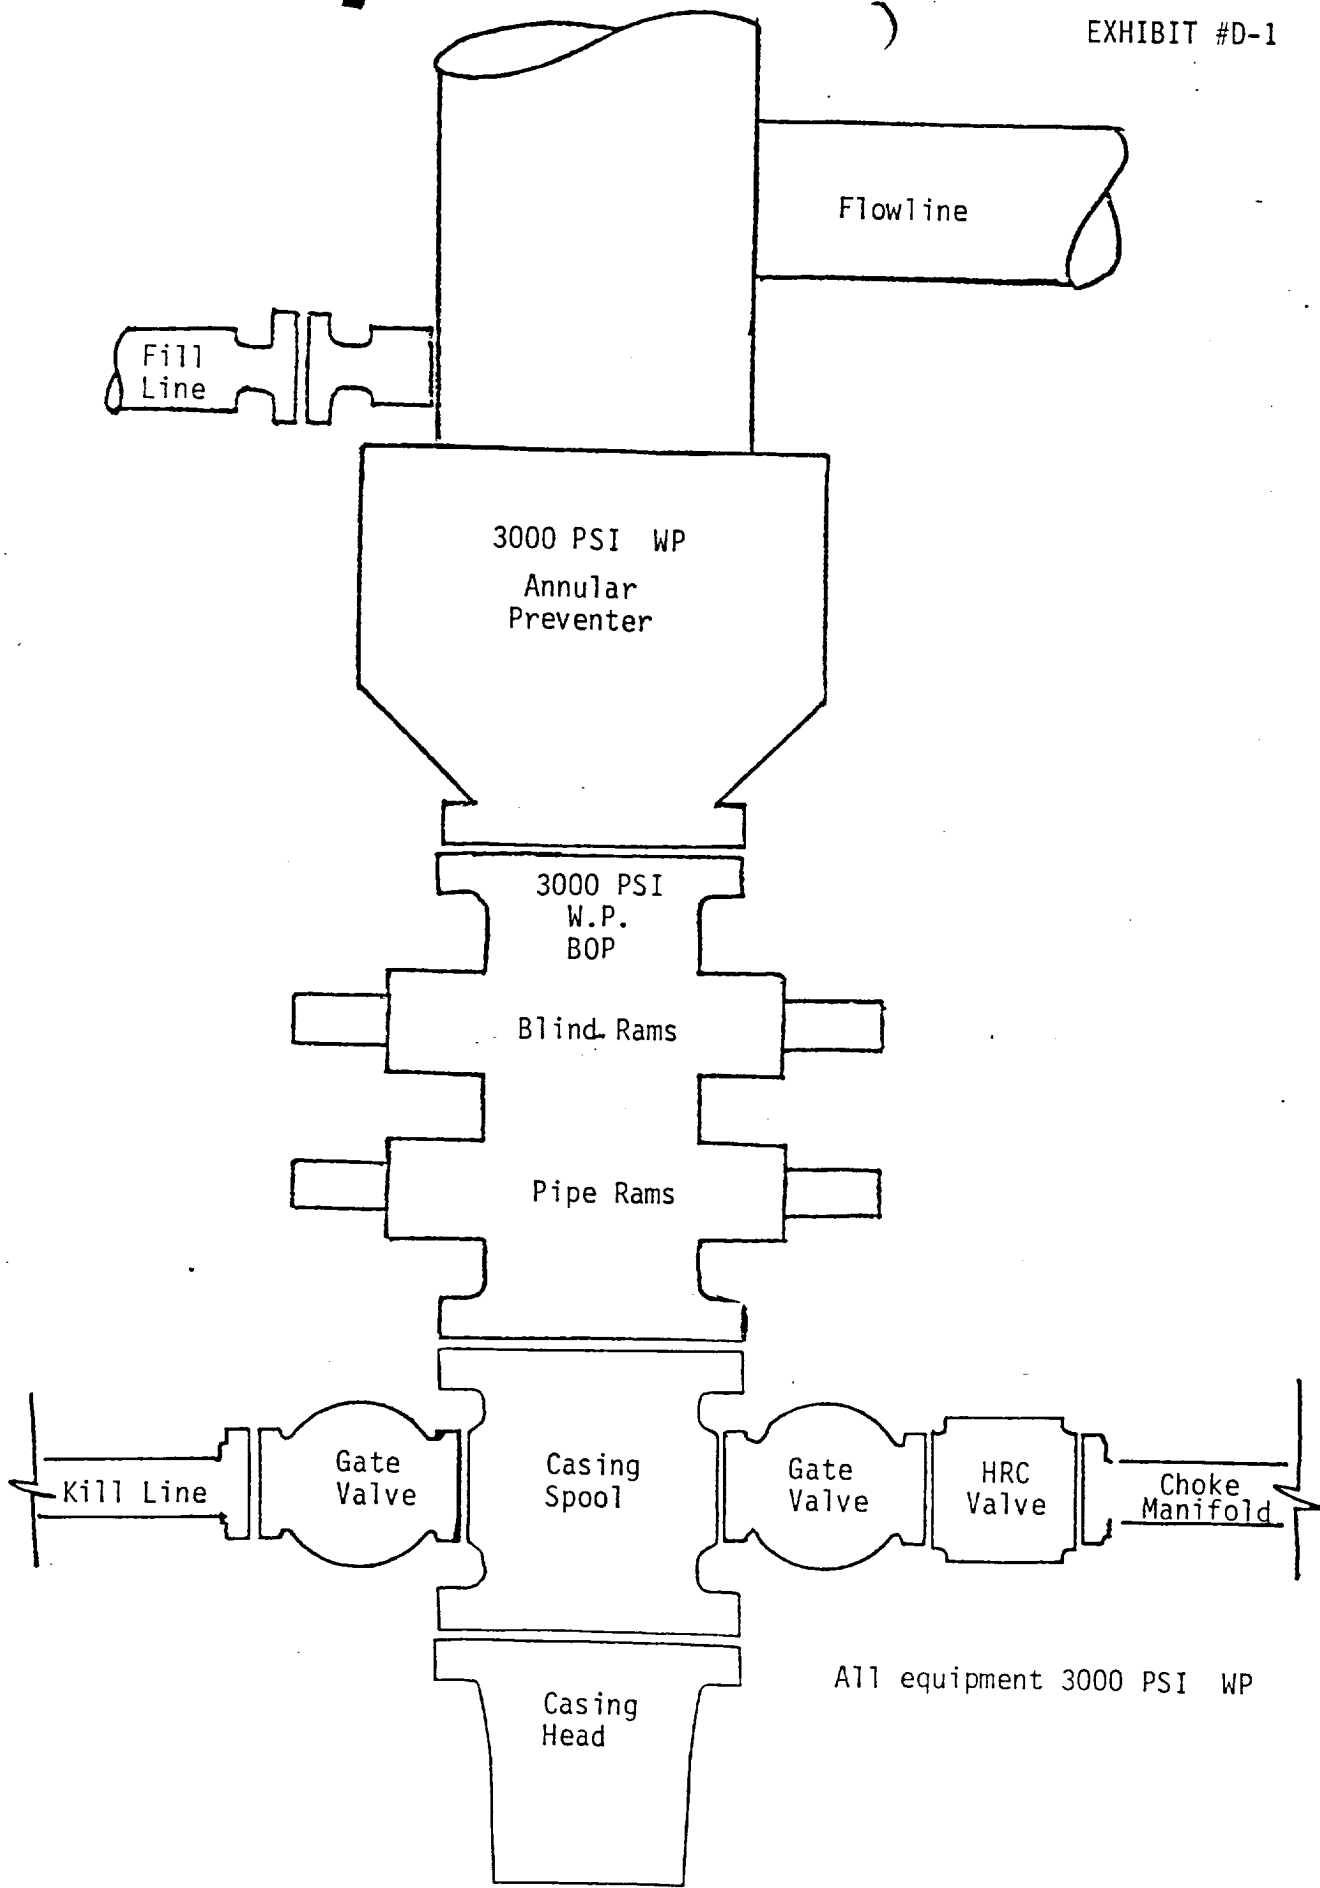 EXHIBIT #D-1
Flowline
Fill
Line
3000 PSI WP
Annular
Preventer
3000 PSI
W.P.
BOP
Blind Rams
Pipe Rams
Kill Line
Gate
Valve
Casing
Spool
Gate
Valve
HRC
Valve
Choke
Manifold
All equipment 3000 PSI WP
Casing
Head